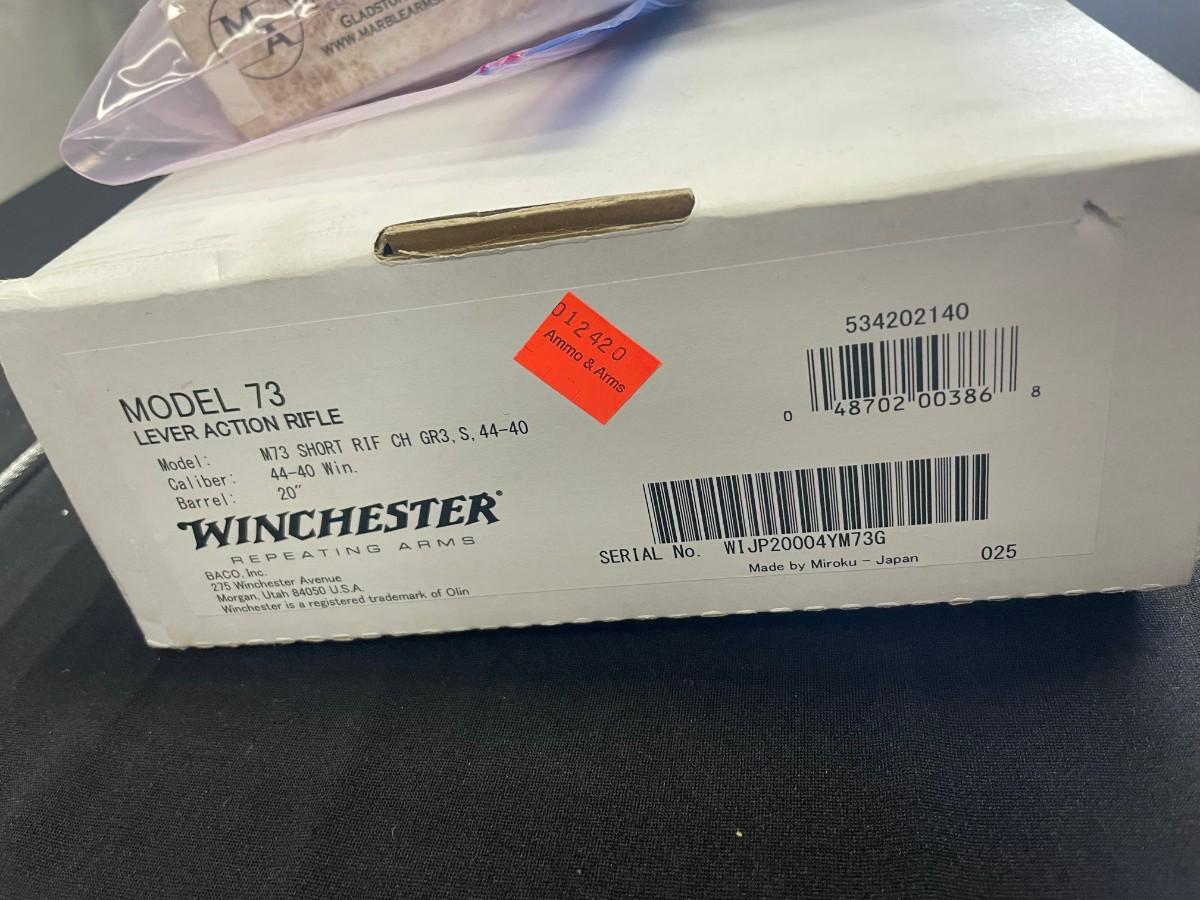 MA
GLADSTO
WWW.MARBLEARMS
012420
Ammo & Arms
534202140
0 48702 00386 8
MODEL 73
LEVER ACTION RIFLE
Model: M73 SHORT RIF CH GR3,S,44-40
Caliber: 44-40 Win.
Barrel: 20"
WINCHESTER®
REPEATING ARMS
BACO, Inc.
275 Winchester Avenue
Morgan, Utah 84050 U.S.A.
Winchester is a registered trademark of Olin
SERIAL No. WIJP20004YM73G
Made by Miroku - Japan
025